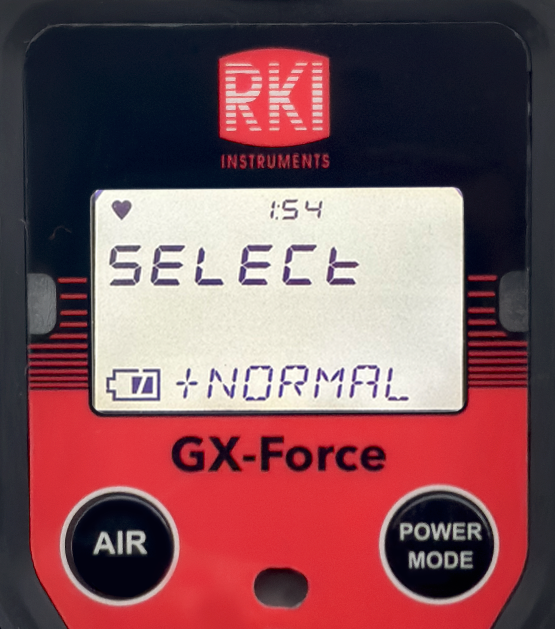 RKI
INSTRUMENTS
1:54
SELECt
+NORMAL
GX-Force
AIR
POWER
MODE